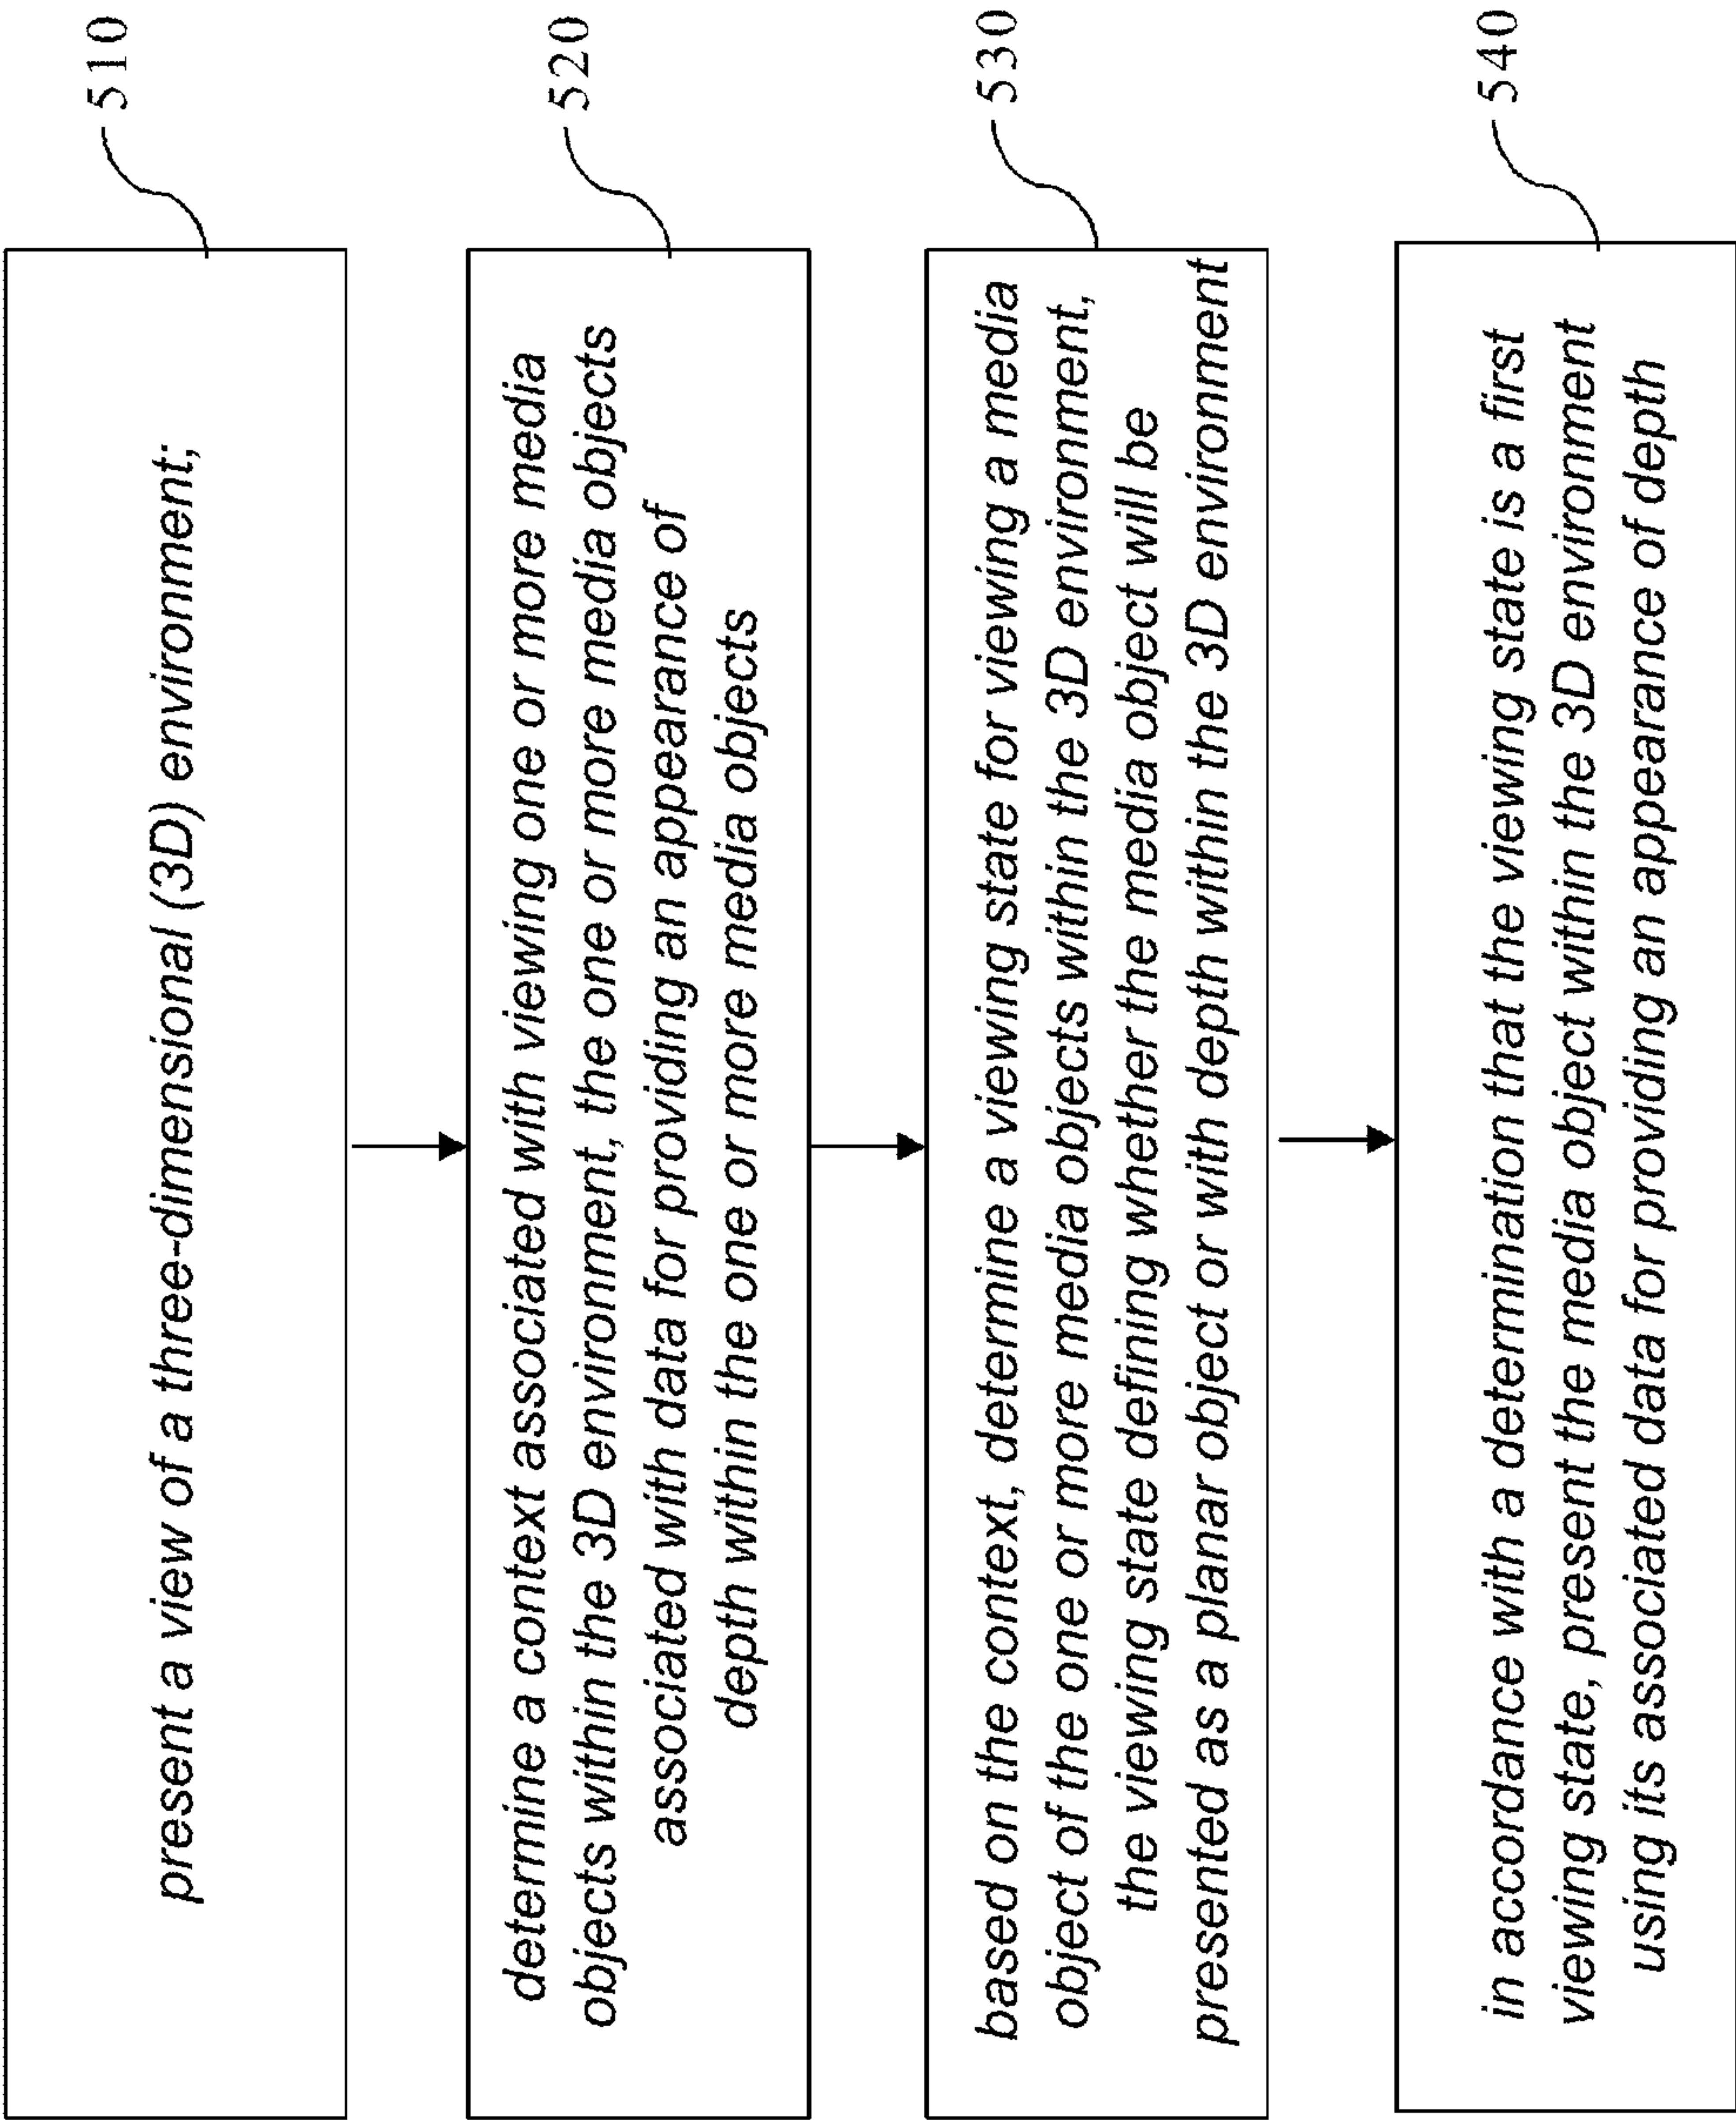 510
present a view of a three-dimensional (3D) environment;
520
determine a context associated with viewing one or more media
objects within the 3D environment, the one or more media objects
associated with data for providing an appearance of
depth within the one or more media objects
530
based on the context, determine a viewing state for viewing a media
object of the one or more media objects within the 3D environment,
the viewing state defining whether the media object will be
presented as a planar object or with depth within the 3D environment
540
in accordance with a determination that the viewing state is a first
viewing state, present the media object within the 3D environment
using its associated data for providing an appearance of depth